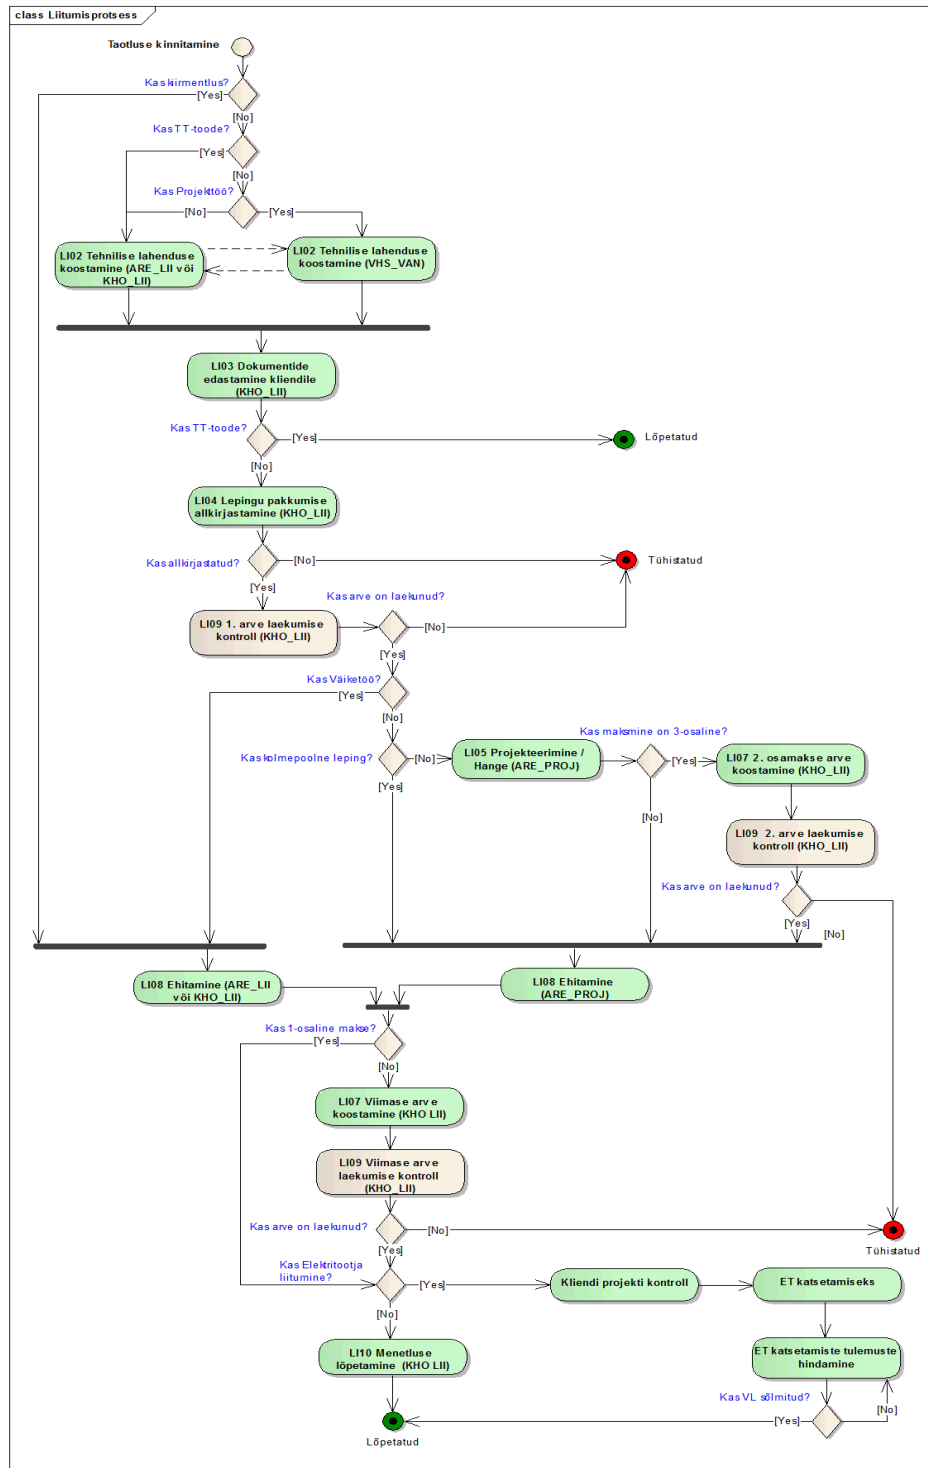 class Liitumisprotsess
Taotluse kinnitamine
Kas kiirmentlus?
[Yes]
[No]
Kas TT-toode?
[Yes]
[No]
Kas Projekttöö?
[No]
[Yes]
LI02 Tehnilise lahenduse
koostamine (ARE_LII või
KHO_LII)
LI02 Tehnilise lahenduse
koostamine (VHS_VAN)
LI03 Dokumentide
edastamine kliendile
(KHO_LII)
Kas TT-toode?
[Yes]
Lõpetatud
[No]
LI04 Lepingu pakkumise
allkirjastamine (KHO_LII)
Kas allkirjastatud?
[No]
Tühistatud
[Yes]
Kas arve on laekunud?
LI09 1. arve laekumise
kontroll (KHO_LII)
[No]
[Yes]
Kas Väiketöö?
[Yes]
[No]
Kas kolmepoolne leping?
[No]
[Yes]
LI05 Projekteerimine /
Hange (ARE_PROJ)
Kas maksmine on 3-osaline?
[Yes]
[No]
LI07 2. osamakse arve
koostamine (KHO_LII)
LI09 2. arve laekumise
kontroll (KHO_LII)
Kas arve on laekunud?
[Yes]
[No]
LI08 Ehitamine (ARE_LII
või KHO_LII)
LI08 Ehitamine
(ARE_PROJ)
Kas 1-osaline makse?
[Yes]
[No]
LI07 Viimase arve
koostamine (KHO LII)
LI09 Viimase arve
laekumise kontroll
(KHO_LII)
Kas arve on laekunud?
[No]
Tühistatud
[Yes]
Kas Elektritootja
liitumine?
[Yes]
[No]
Kliendi projekti kontroll
ET katsetamiseks
LI10 Menetluse
lõpetamine (KHO LII)
ET katsetamiste tulemuste
hindamine
Kas VL sõlmitud?
[No]
[Yes]
Lõpetatud